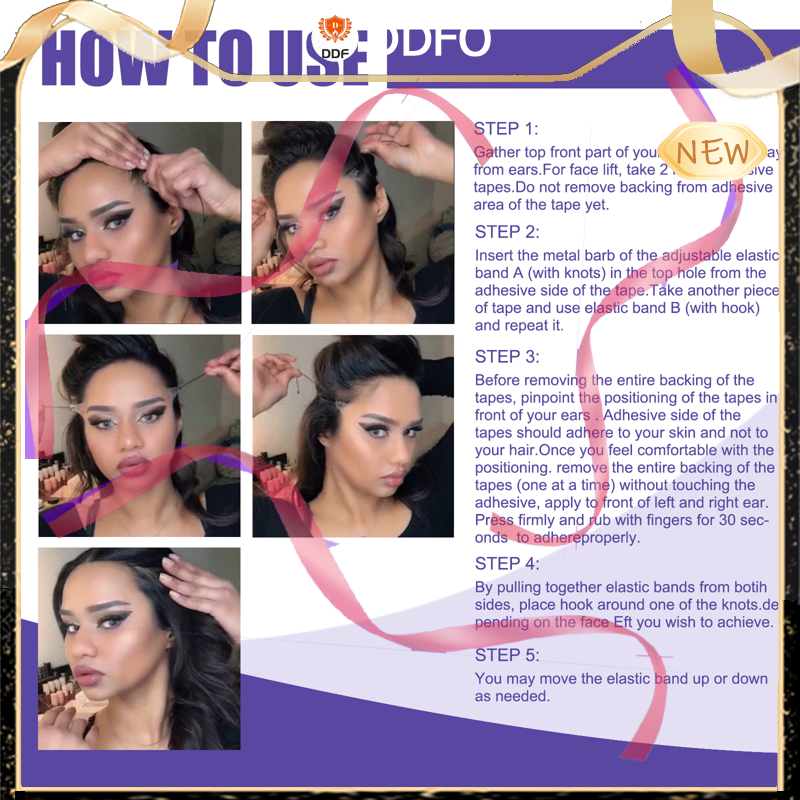 HOW TO USE
DDF
DDFO
NEW
STEP 1:
Gather top front part of
from ears.For face lift, take 2
tapes.Do not remove backing from adhesive
area of the tape yet.
STEP 2:
Insert the metal barb of the adjustable elastic
band A (with knots) in the top hole from the
adhesive side of the tape.Take another piece
of tape and use elastic band B (with hook)
and repeat it.
STEP 3:
Before removing the entire backing of the
tapes, pinpoint the positioning of the tapes in
front of your ears . Adhesive side of the
tapes should adhere to your skin and not to
your hair.Once you feel comfortable with the
positioning. remove the entire backing of the
tapes (one at a time) without touching the
adhesive, apply to front of left and right ear.
Press firmly and rub with fingers for 30 sec-
onds to adhereproperly.
STEP 4:
By pulling together elastic bands from botih
sides, place hook around one of the knots.de
pending on the face Eft you wish to achieve.
STEP 5:
You may move the elastic band up or down
as needed.